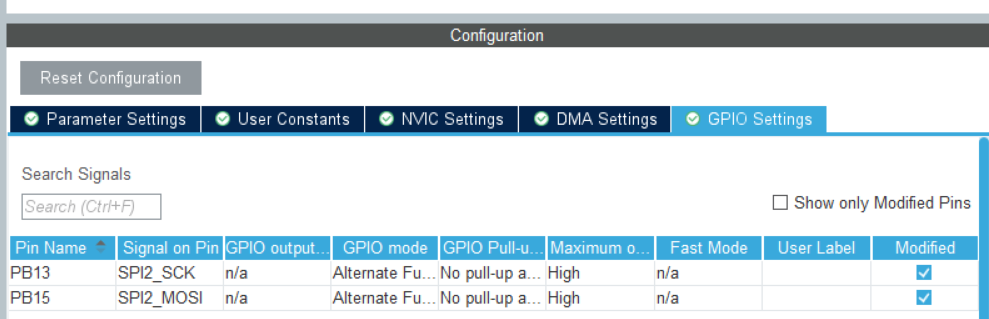 Configuration
Reset Configuration
Parameter Settings User Constants NVIC Settings DMA Settings GPIO Settings
Search Signals
Search (Ctrl+F)
Show only Modified Pins
Pin Name Signal on Pin GPIO output... GPIO mode GPIO Pull-u... Maximum o... Fast Mode User Label Modified
PB13 SPI2_SCK n/a Alternate Fu... No pull-up a... High n/a
PB15 SPI2_MOSI n/a Alternate Fu... No pull-up a... High n/a